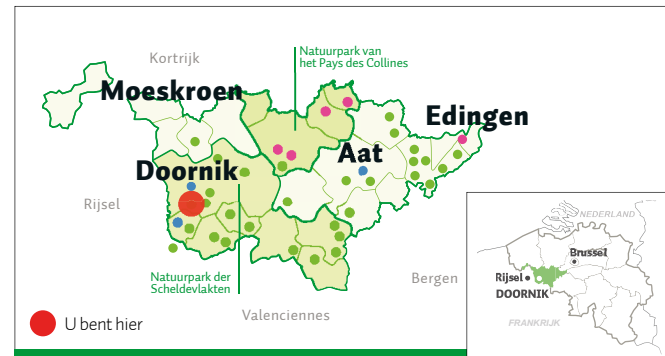 Kortrijk
Natuurpark van
het Pays des Collines
Moeskroen
Edingen
Aat
Doornik
Rijsel
Natuurpark der
Scheldevlakten
Bergen
Valenciennes
U bent hier
NEDERLAND
Brussel
Rijsel
DOORNIK
FRANKRIJK